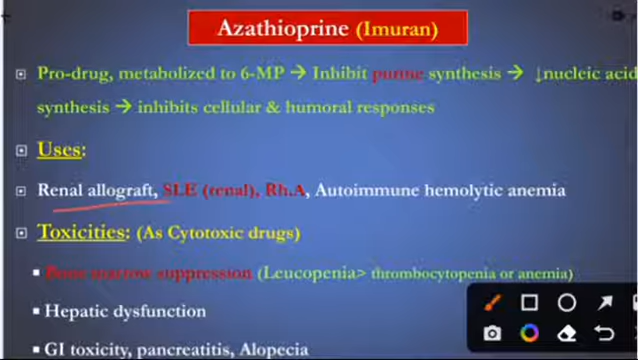 Azathioprine (Imuran)
Pro-drug, metabolized to 6-MP → Inhibit purine synthesis → ↓nucleic acid
synthesis → inhibits cellular & humoral responses
Uses:
Renal allograft, SLE (renal), Rh.A, Autoimmune hemolytic anemia
Toxicities: (As Cytotoxic drugs)
Bone marrow suppression (Leucopenia> thrombocytopenia or anemia)
Hepatic dysfunction
GI toxicity, pancreatitis, Alopecia